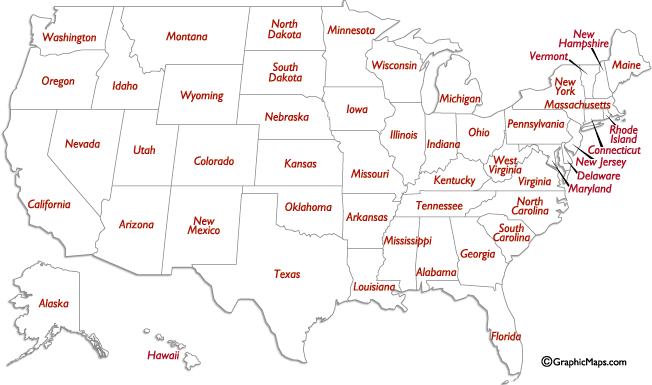 Washington
Montana
North
Dakota
Minnesota
New
Hampshire
Vermont
Maine
Oregon
Idaho
South
Dakota
Wisconsin
New
York
Wyoming
Michigan
Massachusetts
Iowa
Nebraska
Pennsylvania
Rhode
Island
Nevada
Utah
Illinois
Indiana
Ohio
Connecticut
Colorado
Kansas
Missouri
West
Virginia
New Jersey
Kentucky
Virginia
Delaware
Maryland
California
Arizona
New
Mexico
Oklahoma
Arkansas
Tennessee
North
Carolina
South
Carolina
Mississippi
Alabama
Georgia
Texas
Louisiana
Alaska
Florida
Hawaii
©GraphicMaps.com